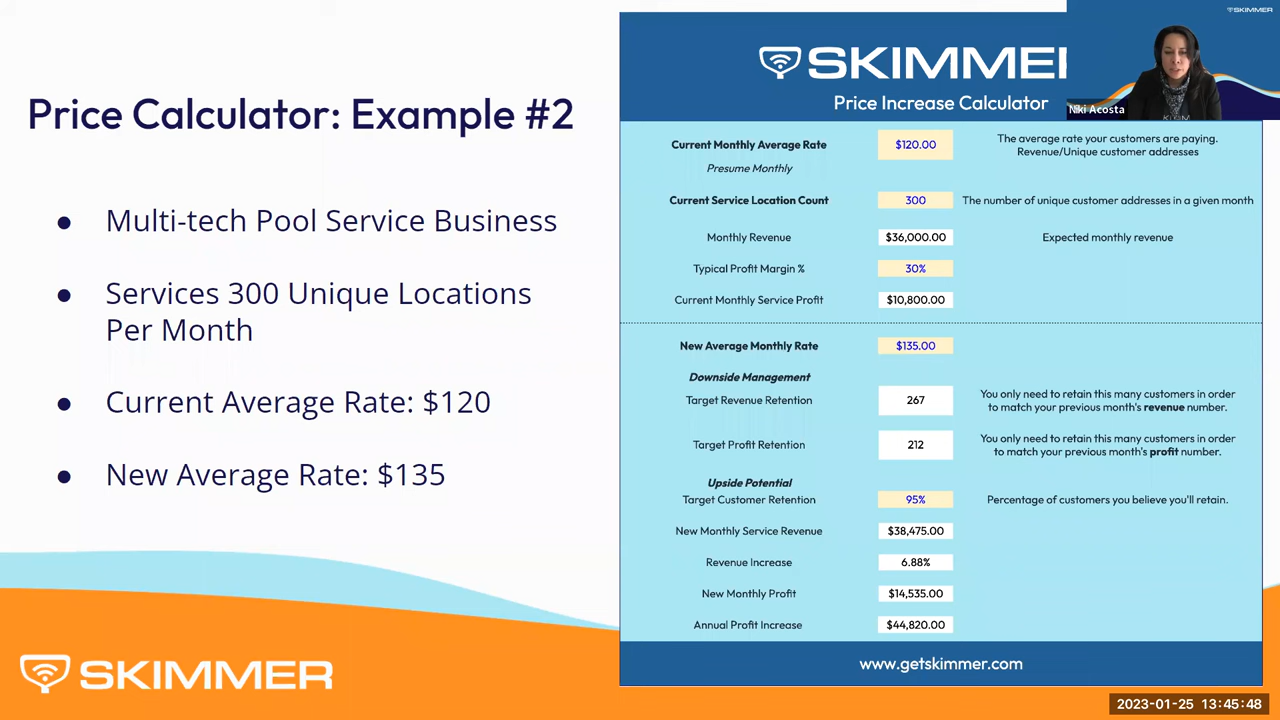 SKIMMER
SKIMMER
Price Increase Calculator
Niki Acosta
Price Calculator: Example #2
● Multi-tech Pool Service Business
● Services 300 Unique Locations
Per Month
● Current Average Rate: $120
● New Average Rate: $135
Current Monthly Average Rate $120.00 The average rate your customers are paying.
Revenue/Unique customer addresses
Presume Monthly
Current Service Location Count 300 The number of unique customer addresses in a given month
Monthly Revenue $36,000.00 Expected monthly revenue
Typical Profit Margin % 30%
Current Monthly Service Profit $10,800.00
New Average Monthly Rate $135.00
Downside Management
Target Revenue Retention 267 You only need to retain this many customers in order
to match your previous month's revenue number.
Target Profit Retention 212 You only need to retain this many customers in order
to match your previous month's profit number.
Upside Potential
Target Customer Retention 95% Percentage of customers you believe you'll retain.
New Monthly Service Revenue $38,475.00
Revenue Increase 6.88%
New Monthly Profit $14,535.00
Annual Profit Increase $44,820.00
www.getskimmer.com
SKIMMER
2023-01-25 13:45:48